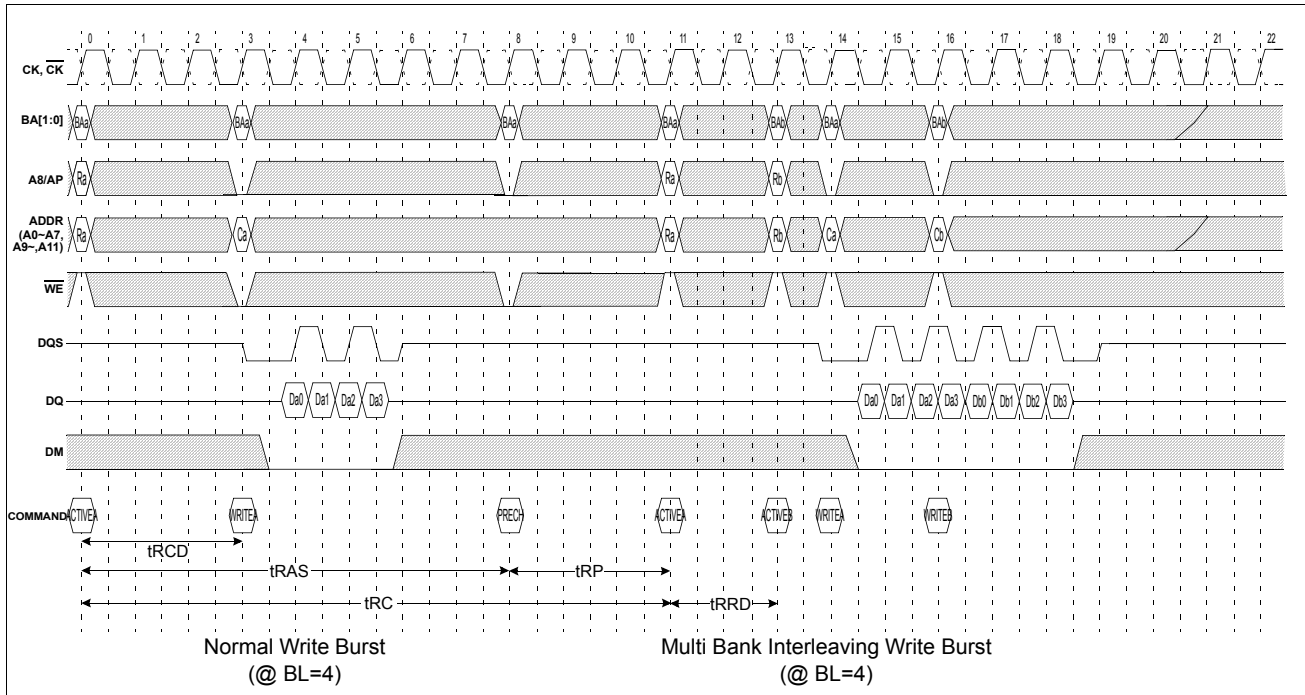 0 1 2 3 4 5 6 7 8 9 10 11 12 13 14 15 16 17 18 19 20 21 22
CK, CK
BA[1:0] BAa BAa BAa BAa BAb BAa BAb
A8/AP Ra Ra Rb
ADDR
(A0~A7,
A9~,A11)
Ra Ca Ra Rb Ca Cb
WE
DQS
DQ Da0 Da1 Da2 Da3 Da0 Da1 Da2 Da3 Db0 Db1 Db2 Db3
DM
COMMAND ACTIVEA WRITEA PRECH ACTIVEA ACTIVEB WRITEA WRITEB
tRCD
tRAS tRP
tRC tRRD
Normal Write Burst Multi Bank Interleaving Write Burst
(@ BL=4) (@ BL=4)